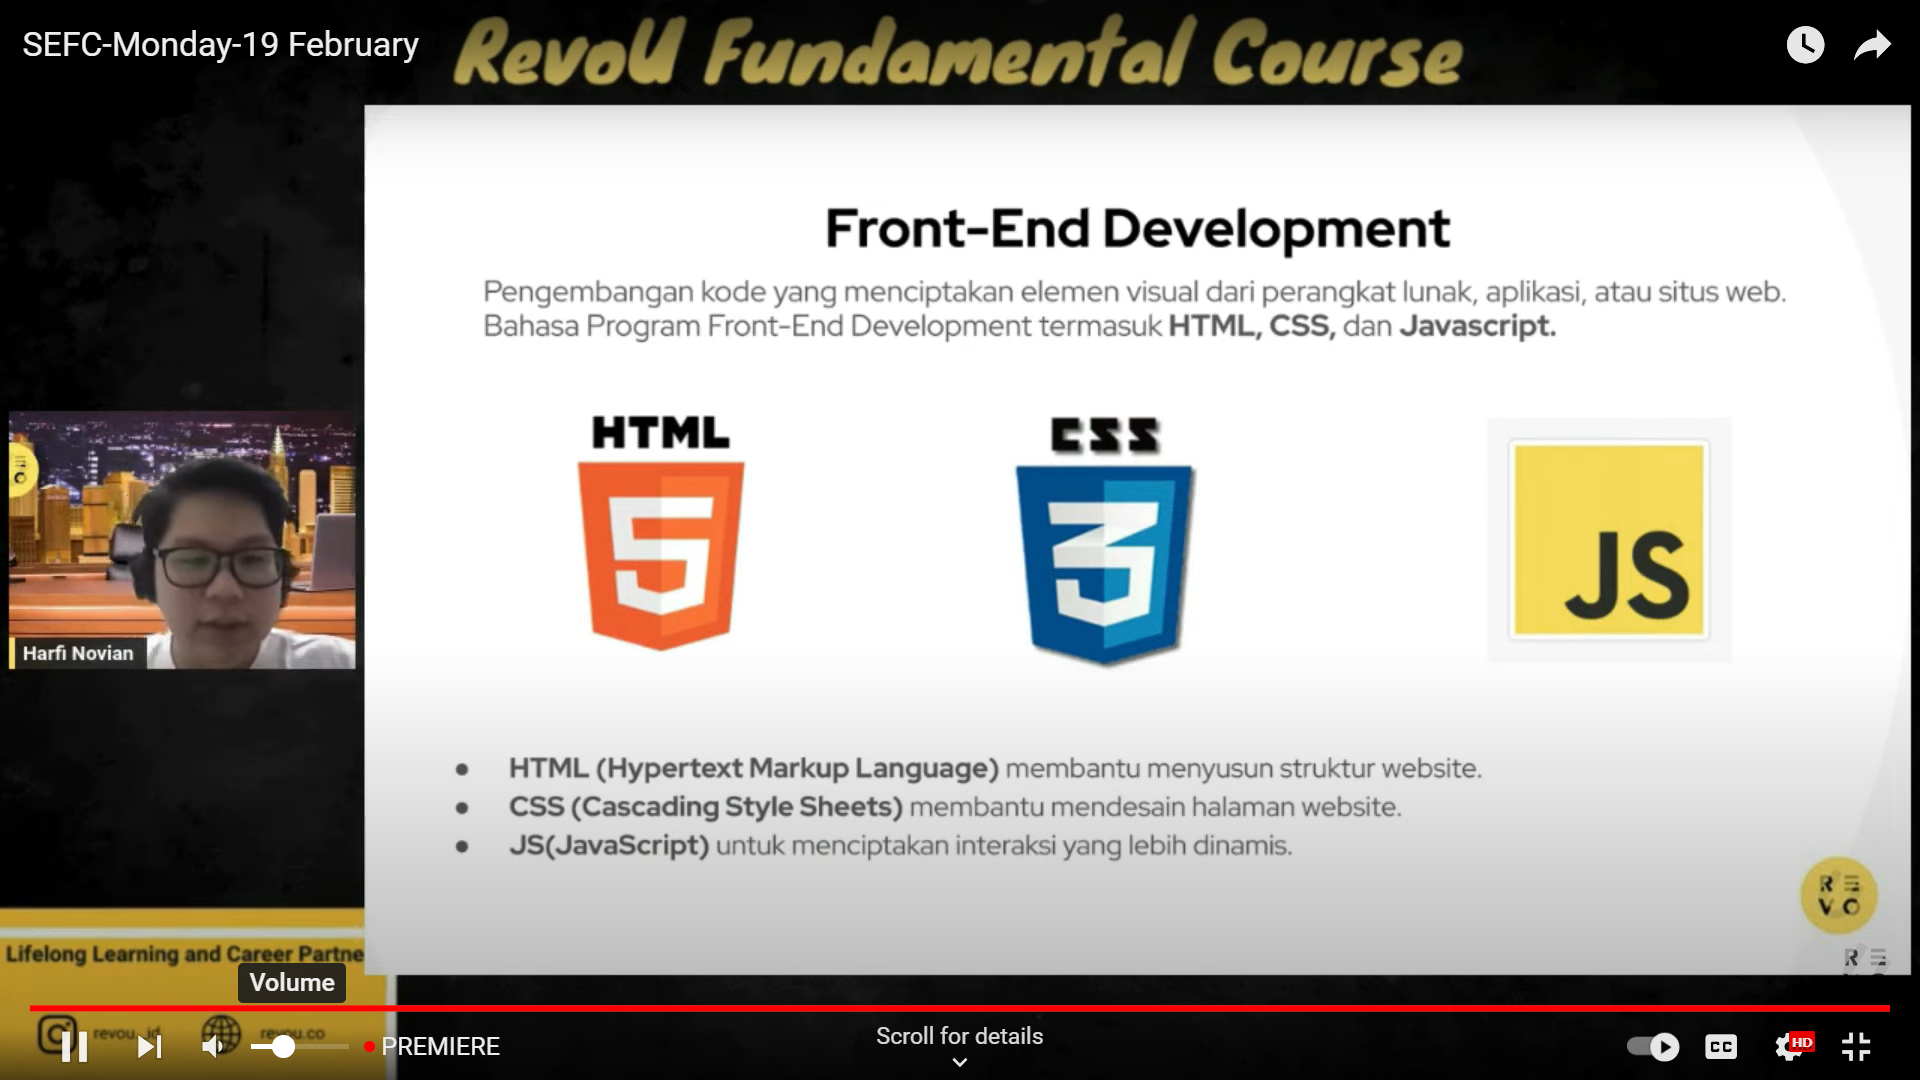 SEFC-Monday-19 February
RevoU Fundamental Course
Front-End Development
Pengembangan kode yang menciptakan elemen visual dari perangkat lunak, aplikasi, atau situs web.
Bahasa Program Front-End Development termasuk HTML, CSS, dan Javascript.
HTML
5
CSS
3
JS
Harfi Novian
● HTML (Hypertext Markup Language) membantu menyusun struktur website.
● CSS (Cascading Style Sheets) membantu mendesain halaman website.
● JS(JavaScript) untuk menciptakan interaksi yang lebih dinamis.
RE
VO
RE
Lifelong Learning and Career Partne
Volume
revou_id
revou.co
PREMIERE
Scroll for details
CC
HD